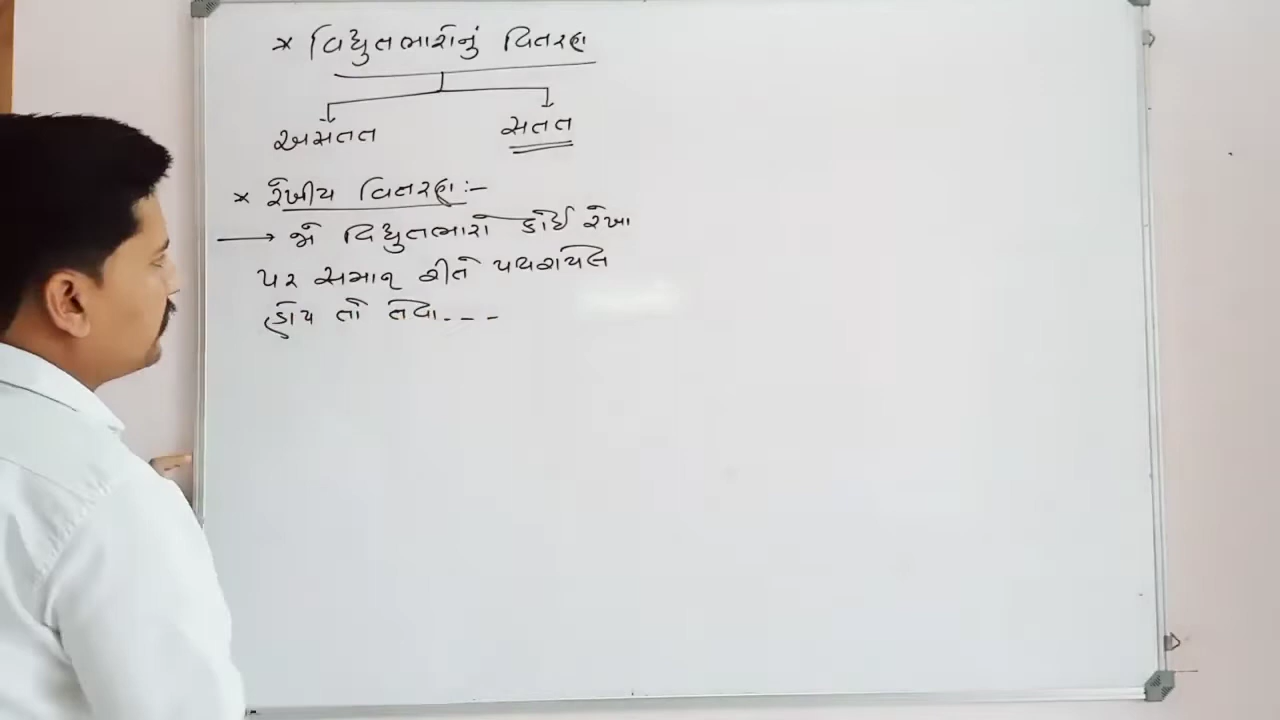 * વિદ્યુતભારોનું વિતરણ
અસતત સતત
* રેખીય વિતરણ :-
→ જો વિદ્યુતભારો કોઈ રેખા
પર સમાન રીતે પથરાયેલ
હોય તો તેવા - - -